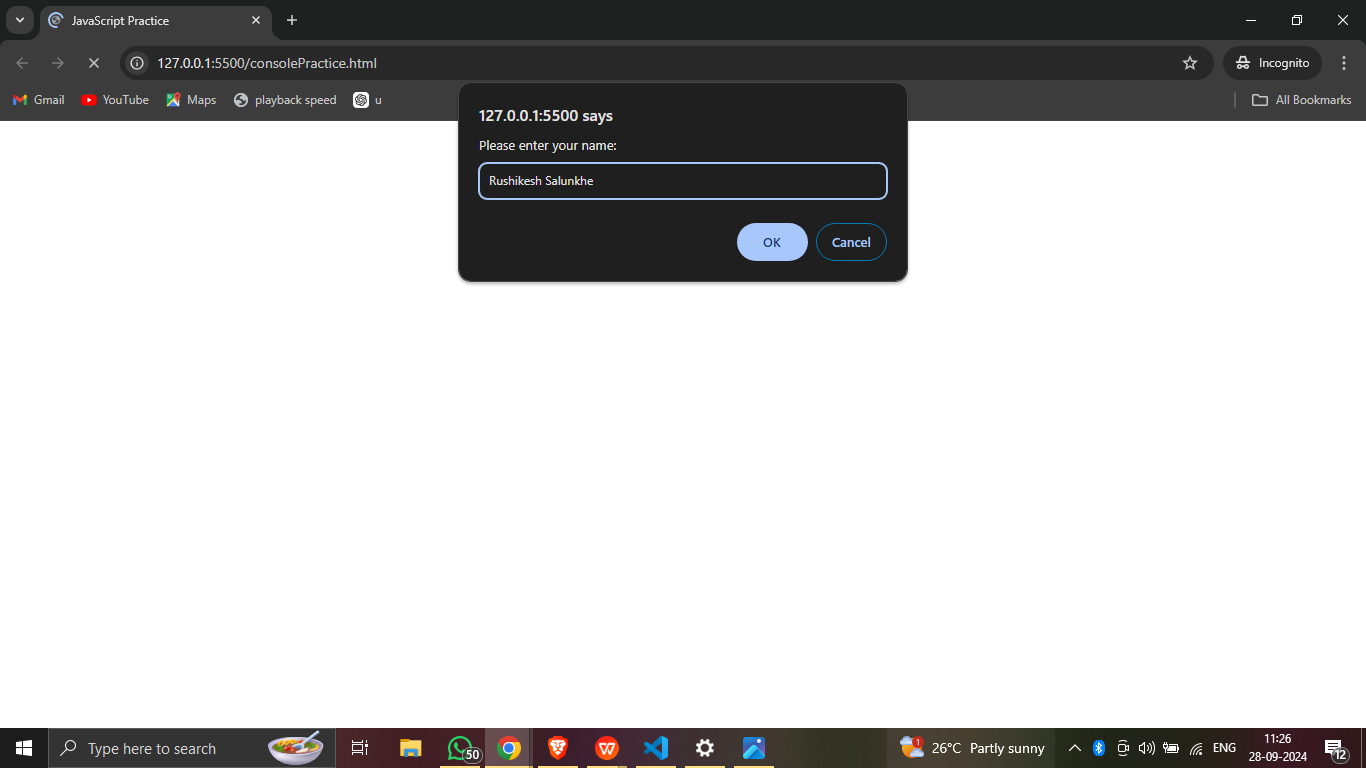 JavaScript Practice
127.0.0.1:5500/consolePractice.html
Incognito
Gmail
YouTube
Maps
playback speed
u
All Bookmarks
127.0.0.1:5500 says
Please enter your name:
Rushikesh Salunkhe
OK
Cancel
Type here to search
50
1
26°C Partly sunny
ENG
11:26
28-09-2024
12